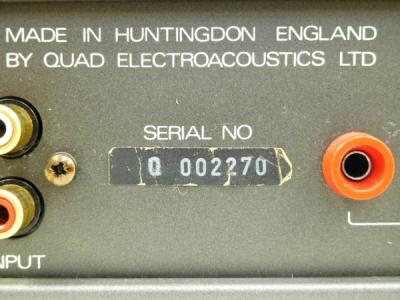 MADE IN HUNTINGDON ENGLAND
BY QUAD ELECTROACOUSTICS LTD
SERIAL NO
Q 002270
NPUT